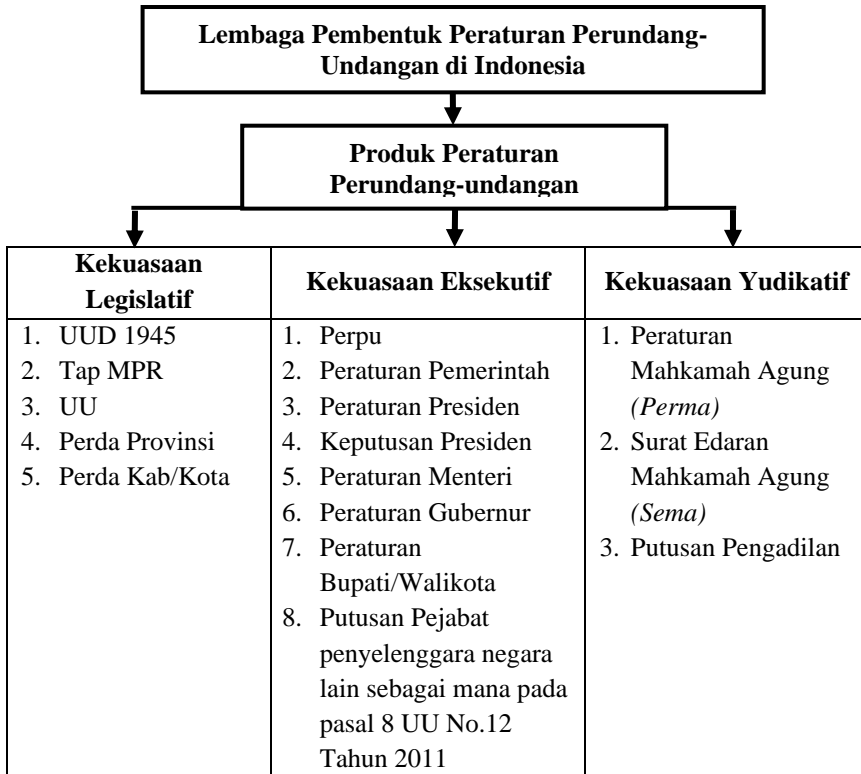 Lembaga Pembentuk Peraturan Perundang-
Undangan di Indonesia
Produk Peraturan
Perundang-undangan
Kekuasaan
Legislatif
1. UUD 1945
2. Tap MPR
3. UU
4. Perda Provinsi
5. Perda Kab/Kota
Kekuasaan Eksekutif
1. Perpu
2. Peraturan Pemerintah
3. Peraturan Presiden
4. Keputusan Presiden
5. Peraturan Menteri
6. Peraturan Gubernur
7. Peraturan
Bupati/Walikota
8. Putusan Pejabat
penyelenggara negara
lain sebagai mana pada
pasal 8 UU No.12
Tahun 2011
Kekuasaan Yudikatif
1. Peraturan
Mahkamah Agung
(Perma)
2. Surat Edaran
Mahkamah Agung
(Sema)
3. Putusan Pengadilan